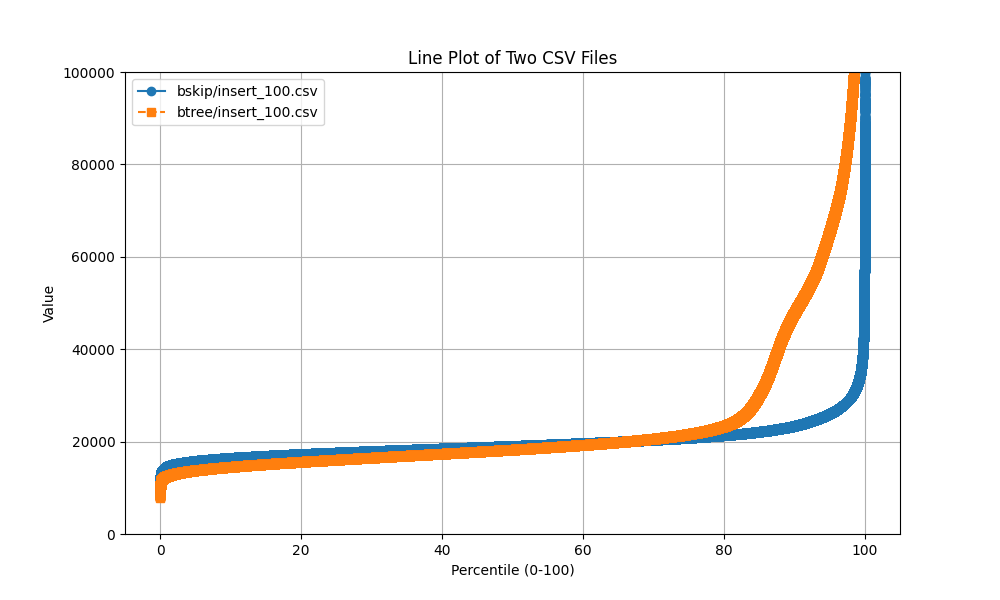 Line Plot of Two CSV Files
100000
80000
60000
40000
20000
0
Value
bskip/insert_100.csv
btree/insert_100.csv
0 20 40 60 80 100
Percentile (0-100)